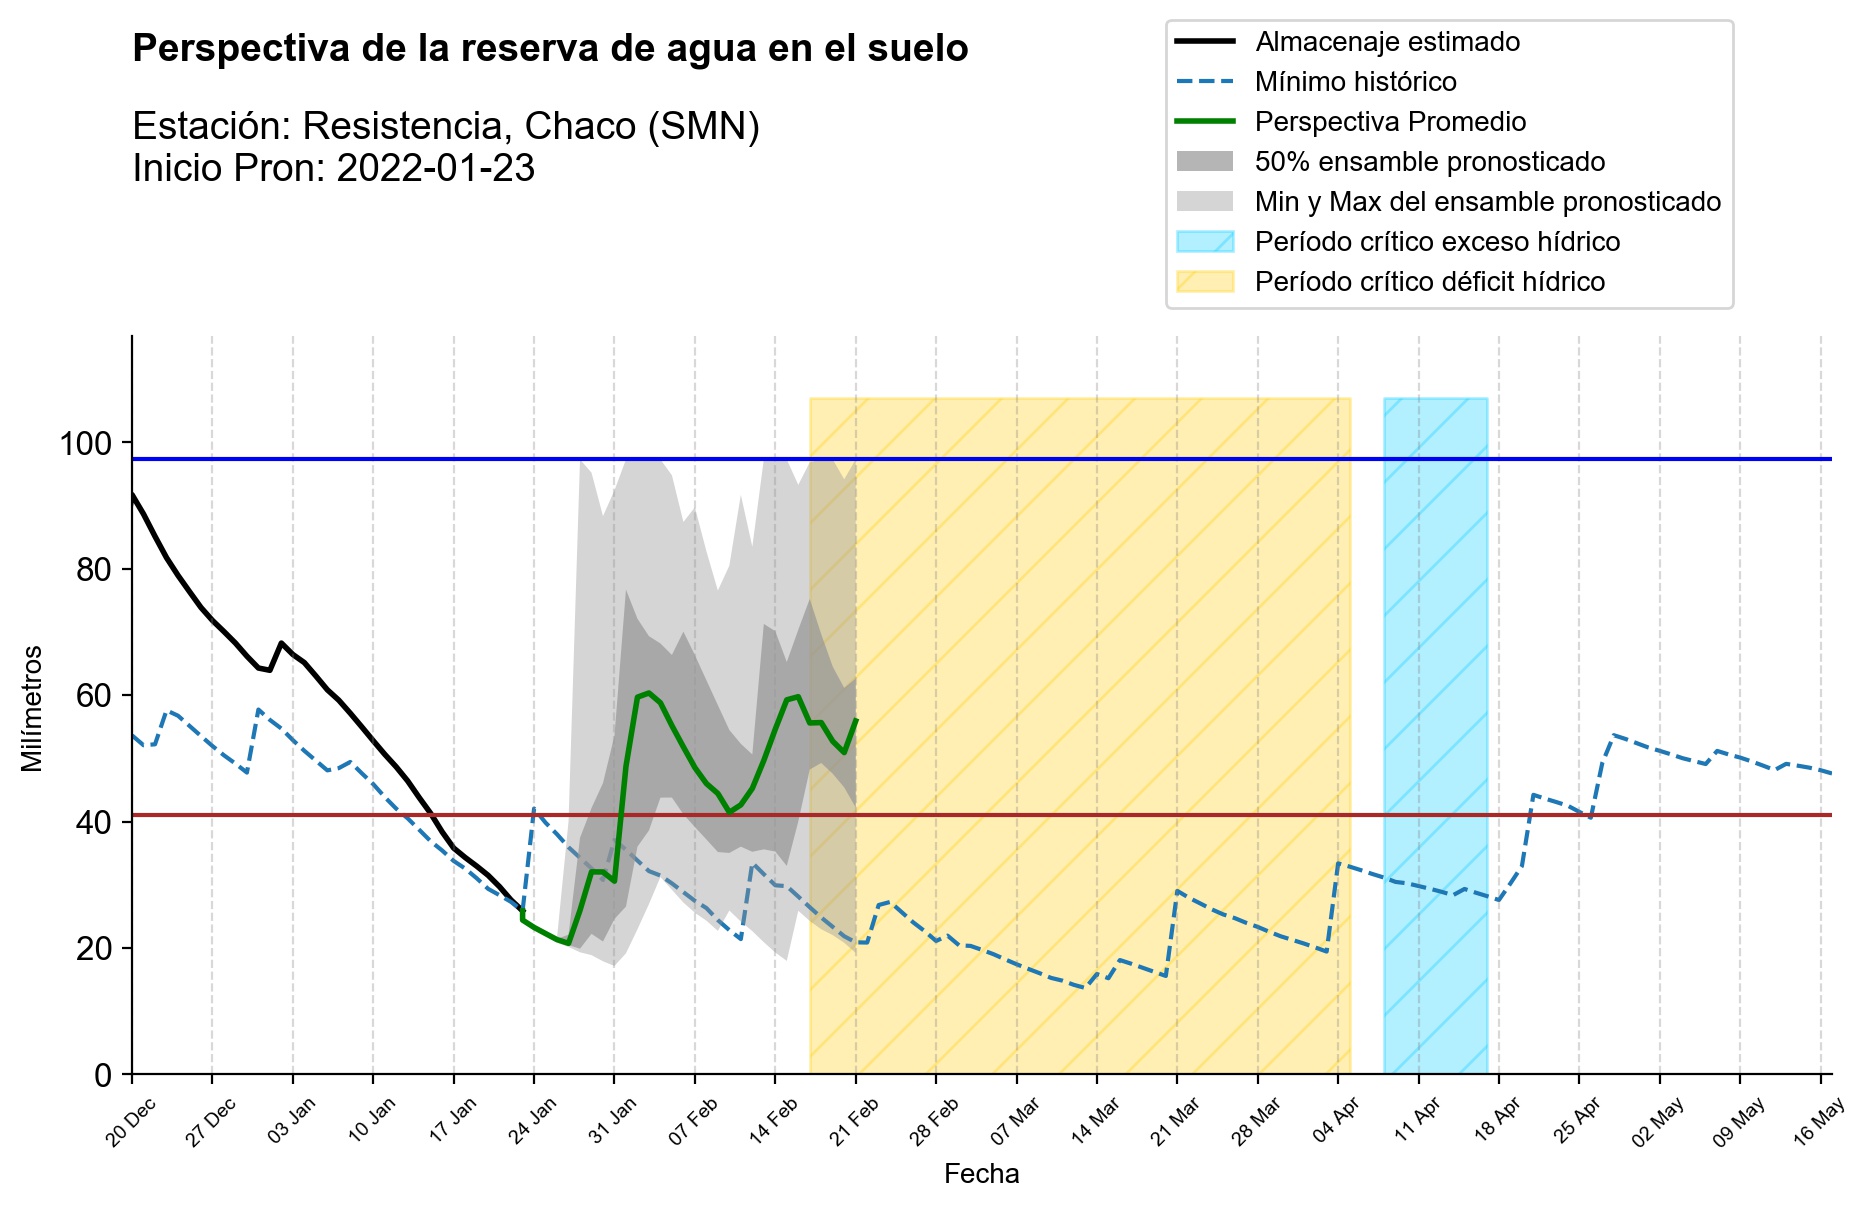 Perspectiva de la reserva de agua en el suelo
Estación: Resistencia, Chaco (SMN)
Inicio Pron: 2022-01-23
Almacenaje estimado
Mínimo histórico
Perspectiva Promedio
50% ensamble pronosticado
Min y Max del ensamble pronosticado
Período crítico exceso hídrico
Período crítico déficit hídrico
100
80
60
40
20
0
Milímetros
20 Dec
27 Dec
03 Jan
10 Jan
17 Jan
24 Jan
31 Jan
07 Feb
14 Feb
21 Feb
28 Feb
07 Mar
14 Mar
21 Mar
28 Mar
04 Apr
11 Apr
18 Apr
25 Apr
02 May
09 May
16 May
Fecha